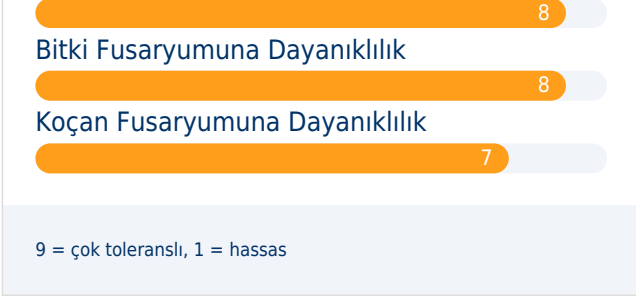 8
Bitki Fusaryumuna Dayanıklılık
8
Koçan Fusaryumuna Dayanıklılık
7
9 = çok toleranslı, 1 = hassas